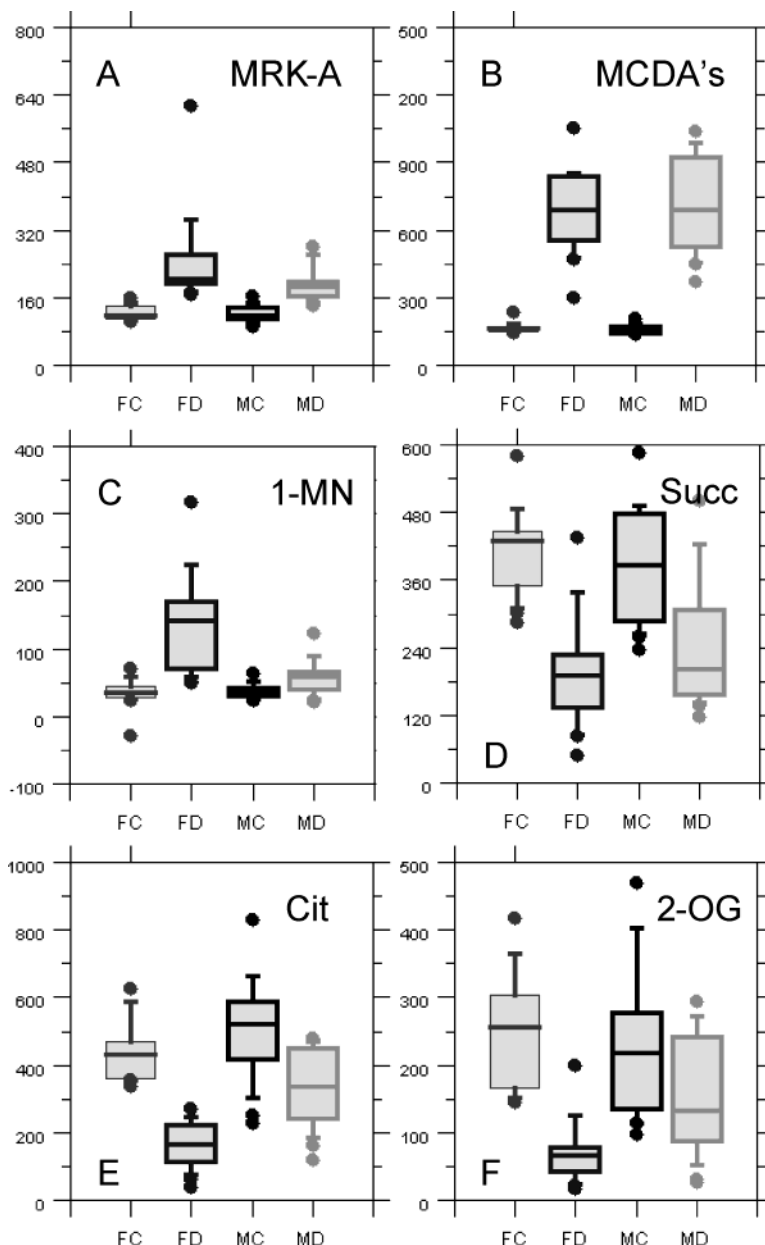 A MRK-A
800
640
480
320
160
0
FC FD MC MD
B MCDA's
500
200
900
600
300
0
FC FD MC MD
C 1-MN
400
300
200
100
0
-100
FC FD MC MD
Succ
600
480
360
240
120
0
D
FC FD MC MD
Cit
1000
800
600
400
200
0
E
FC FD MC MD
2-OG
500
400
300
200
100
0
F
FC FD MC MD